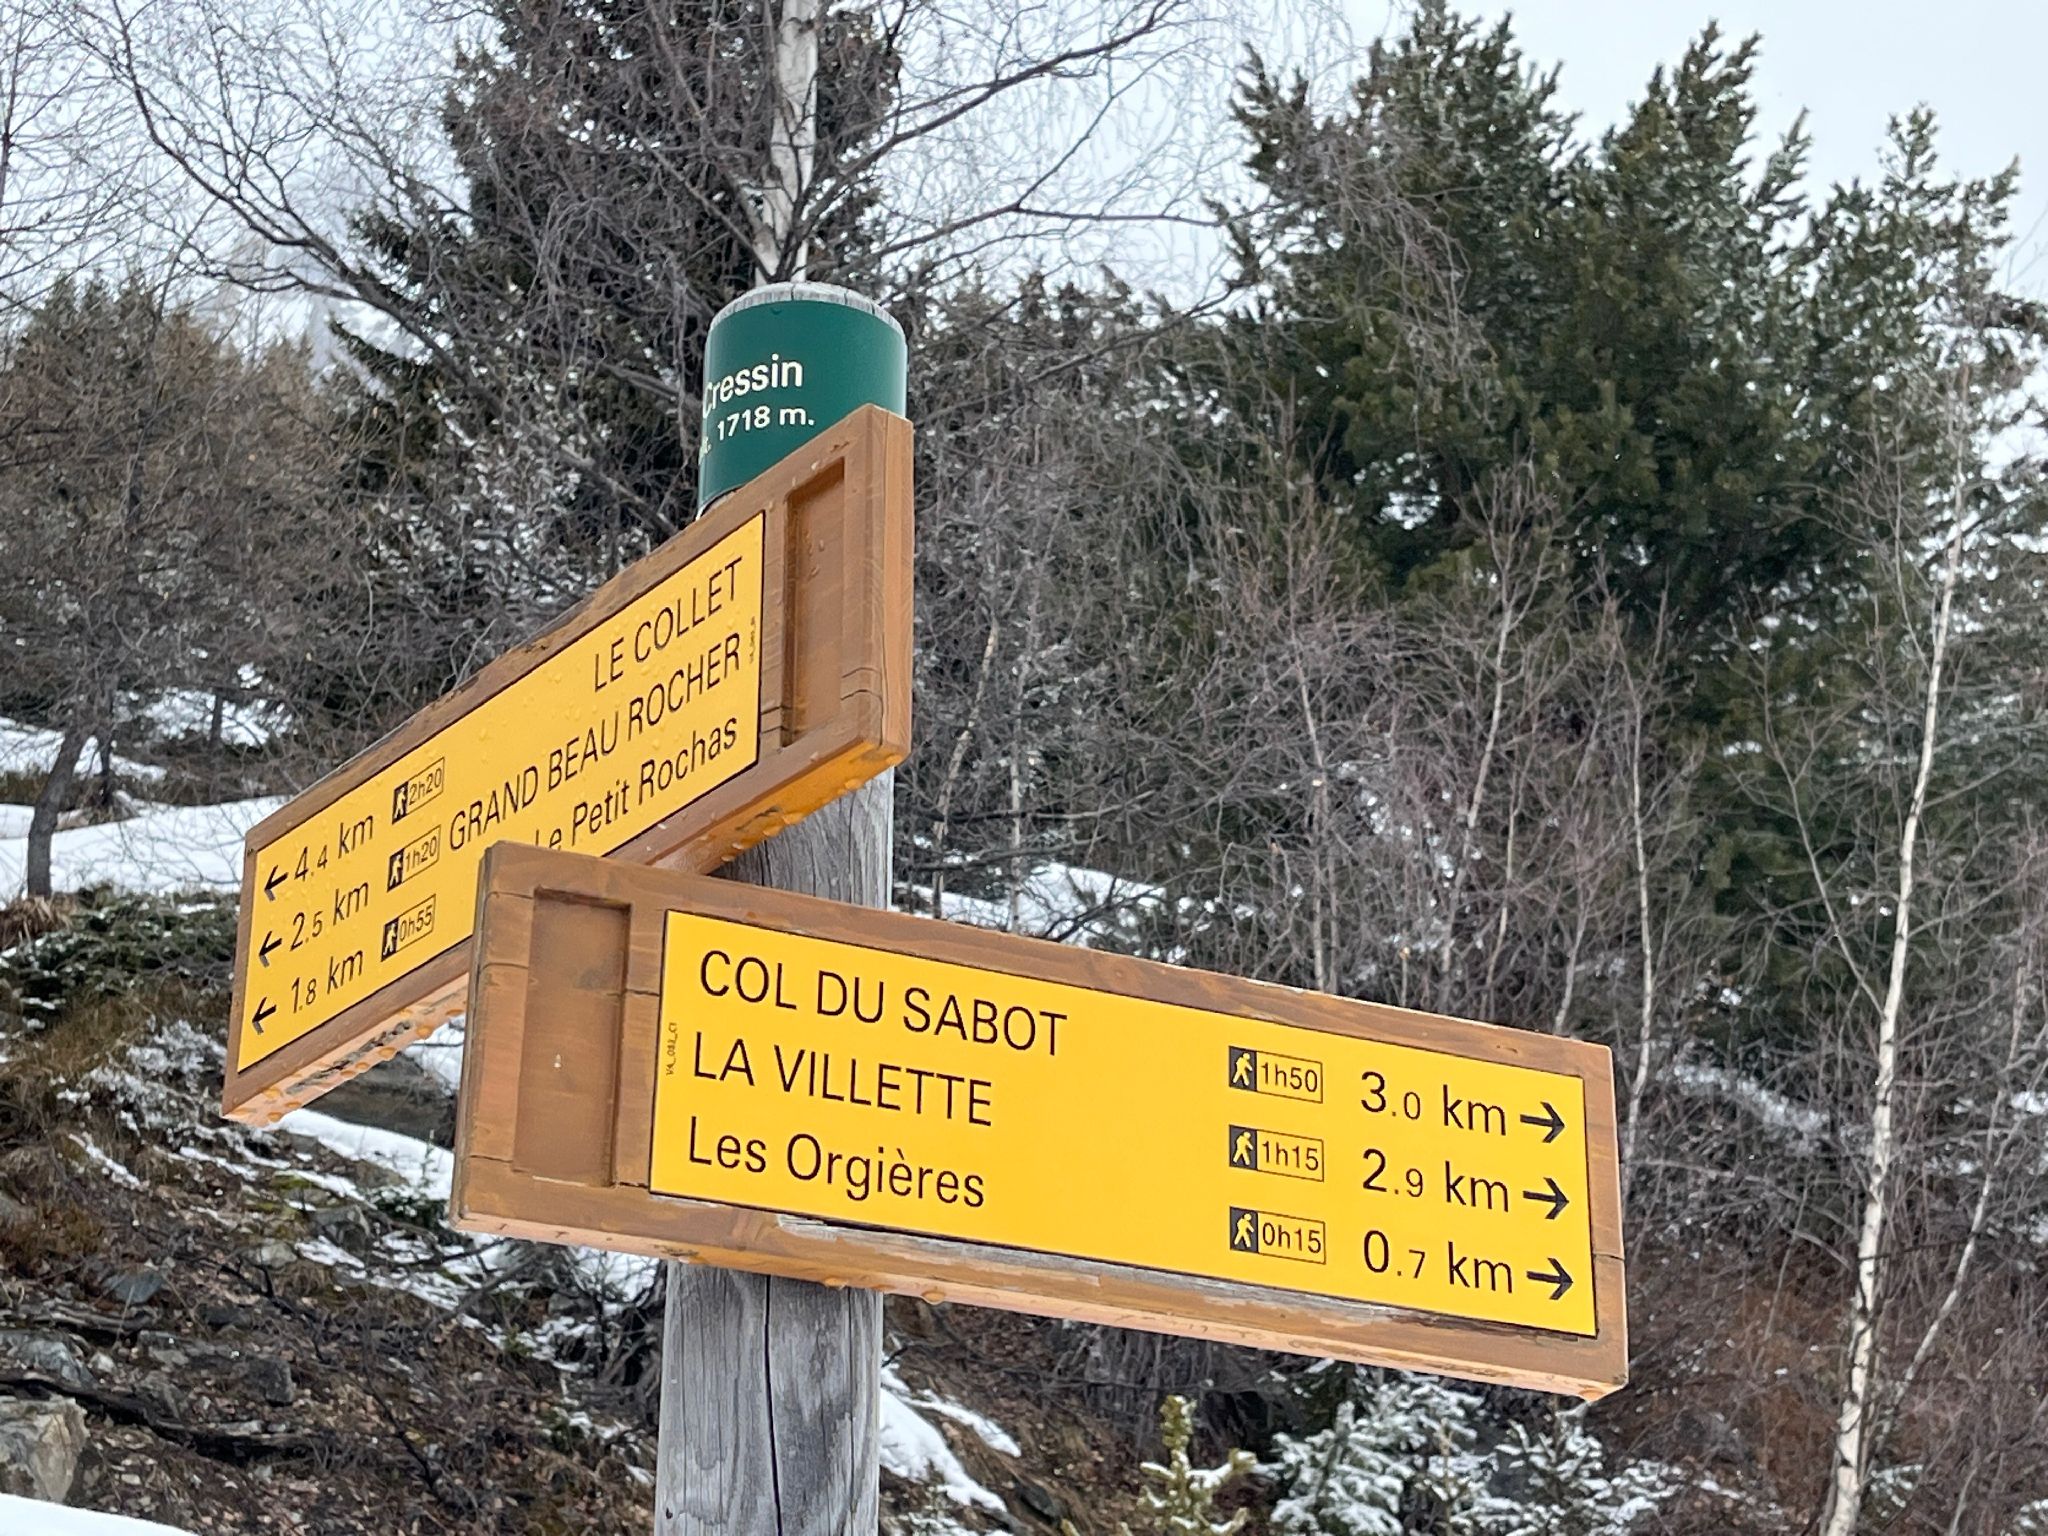 Cressin
1718 m.
LE COLLET
← 4.4 km 2h20
GRAND BEAU ROCHER
← 2.5 km 1h20
Le Petit Rochas
← 1.8 km 0h55
COL DU SABOT 1h50 3.0 km →
LA VILLETTE 1h15 2.9 km →
Les Orgières 0h15 0.7 km →